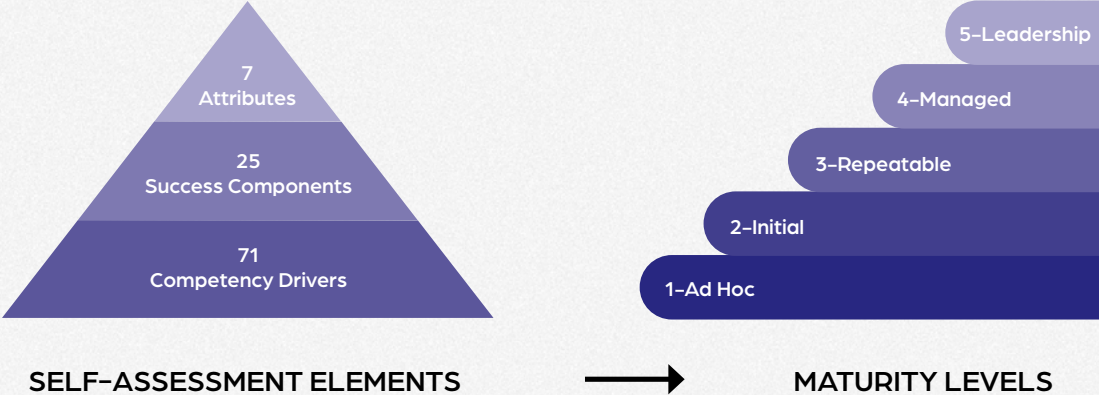 7
Attributes
25
Success Components
71
Competency Drivers
SELF-ASSESSMENT ELEMENTS
5-Leadership
4-Managed
3-Repeatable
2-Initial
1-Ad Hoc
MATURITY LEVELS